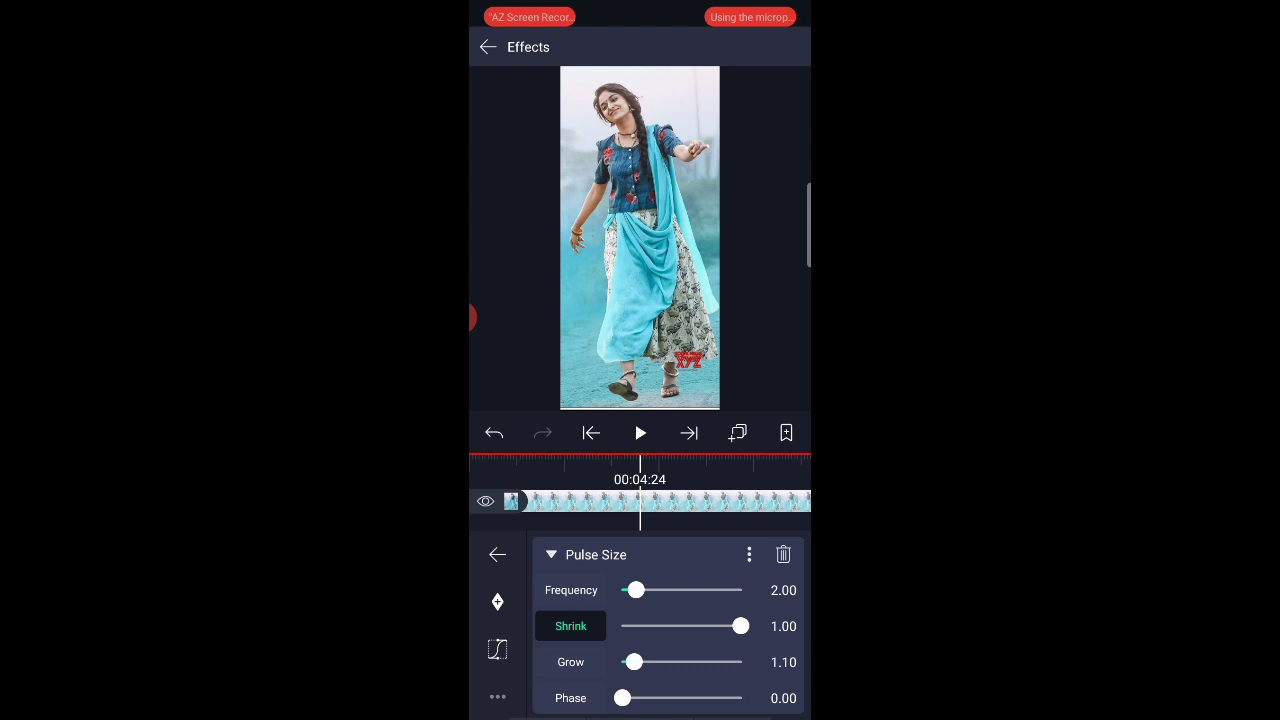 "AZ Screen Recor...
Using the microp...
Effects
XYZ
00:04:24
Pulse Size
Frequency 2.00
Shrink 1.00
Grow 1.10
Phase 0.00